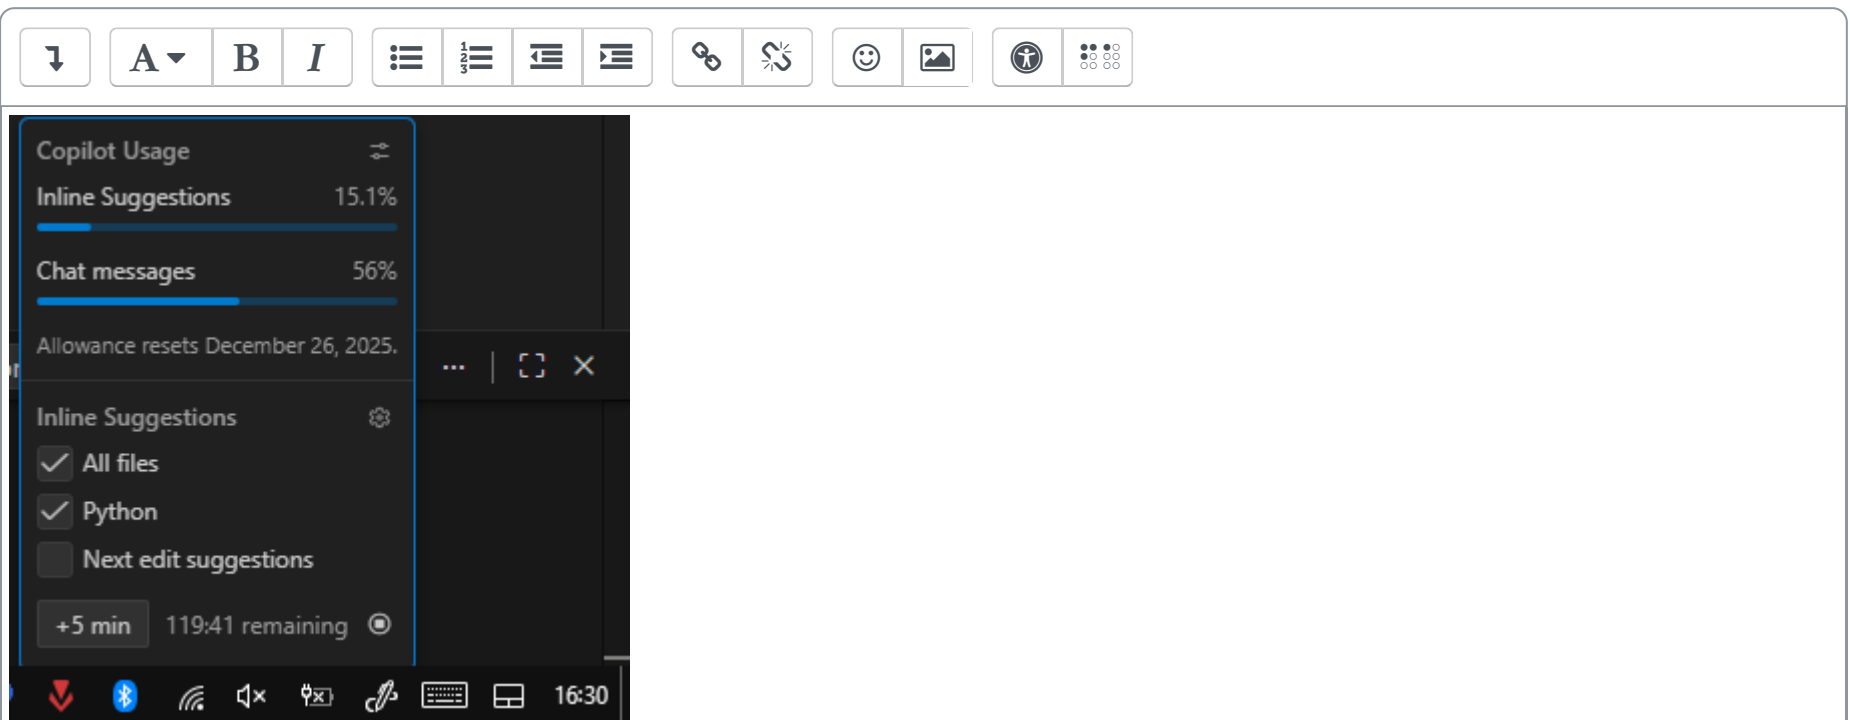 A B I
Copilot Usage
Inline Suggestions 15.1%
Chat messages 56%
Allowance resets December 26, 2025.
Inline Suggestions
All files
Python
Next edit suggestions
+5 min 119:41 remaining
16:30